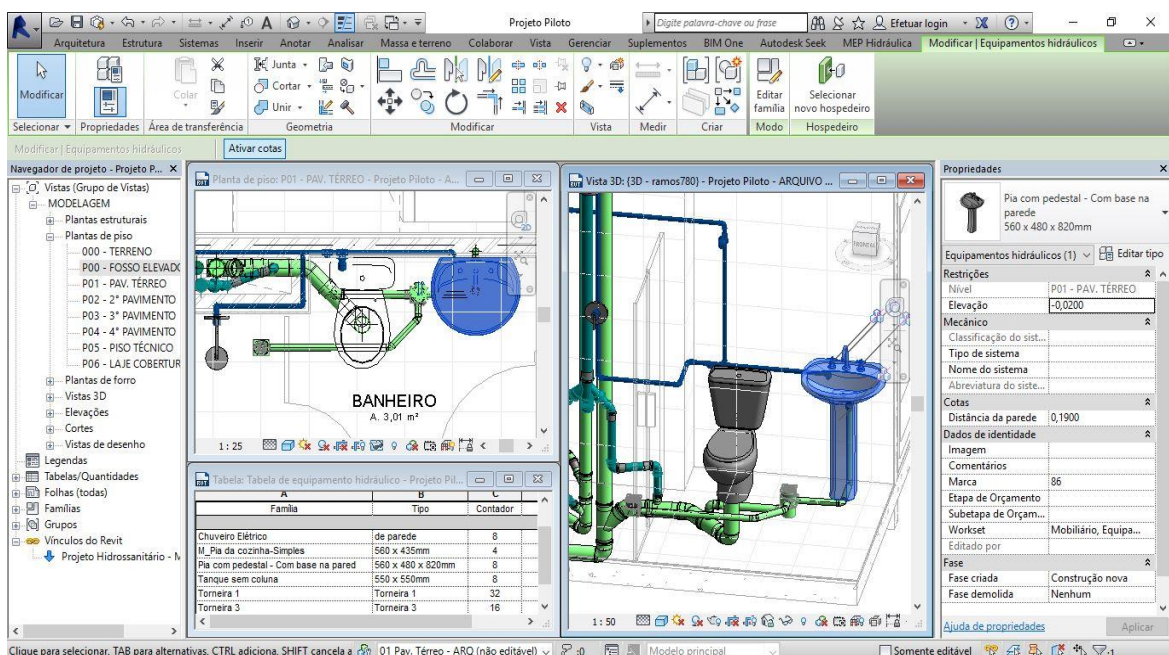 Projeto Piloto
Digite palavra-chave ou frase
Efetuar login
Arquitetura Estrutura Sistemas Inserir Anotar Analisar Massa e terreno Colaborar Vista Gerenciar Suplementos BIM One Autodesk Seek MEP Hidráulica Modificar | Equipamentos hidráulicos
Modificar
Colar
Junta
Cortar
Unir
Editar família
Selecionar novo hospedeiro
Selecionar Propriedades Área de transferência Geometria Modificar Vista Medir Criar Modo Hospedeiro
Modificar | Equipamentos hidráulicos Ativar cotas
Navegador de projeto - Projeto P...
Vistas (Grupo de Vistas)
MODELAGEM
Plantas estruturais
Plantas de piso
000 - TERRENO
P00 - FOSSO ELEVADO
P01 - PAV. TÉRREO
P02 - 2° PAVIMENTO
P03 - 3° PAVIMENTO
P04 - 4° PAVIMENTO
P05 - PISO TÉCNICO
P06 - LAJE COBERTUR
Plantas de forro
Vistas 3D
Elevações
Cortes
Vistas de desenho
Legendas
Tabelas/Quantidades
Folhas (todas)
Famílias
Grupos
Vínculos do Revit
Projeto Hidrossanitário - M
Planta de piso: P01 - PAV. TÉRREO - Projeto Piloto - A...
2D
BANHEIRO
A. 3,01 m²
1 : 25
Tabela: Tabela de equipamento hidráulico - Projeto Pil...
A B C
Família Tipo Contador
Chuveiro Elétrico de parede 8
M_Pia da cozinha-Simples 560 x 435mm 4
Pia com pedestal - Com base na pared 560 x 480 x 820mm 8
Tanque sem coluna 550 x 550mm 8
Torneira 1 Torneira 1 32
Torneira 3 Torneira 3 16
Vista 3D: {3D - ramos780} - Projeto Piloto - ARQUIVO ...
FRONTAL
1 : 50
Propriedades
Pia com pedestal - Com base na parede
560 x 480 x 820mm
Equipamentos hidráulicos (1) Editar tipo
Restrições
Nível P01 - PAV. TÉRREO
Elevação -0,0200
Mecânico
Classificação do sist...
Tipo de sistema
Nome do sistema
Abreviatura do siste...
Cotas
Distância da parede 0,1900
Dados de identidade
Imagem
Comentários
Marca 86
Etapa de Orçamento
Subetapa de Orçam...
Workset Mobiliário, Equipa...
Editado por
Fase
Fase criada Construção nova
Fase demolida Nenhum
Ajuda de propriedades Aplicar
Clique para selecionar, TAB para alternativas, CTRL adiciona, SHIFT cancela a 01 Pav. Térreo - ARQ (não editável) :0 Modelo principal Somente editável :1